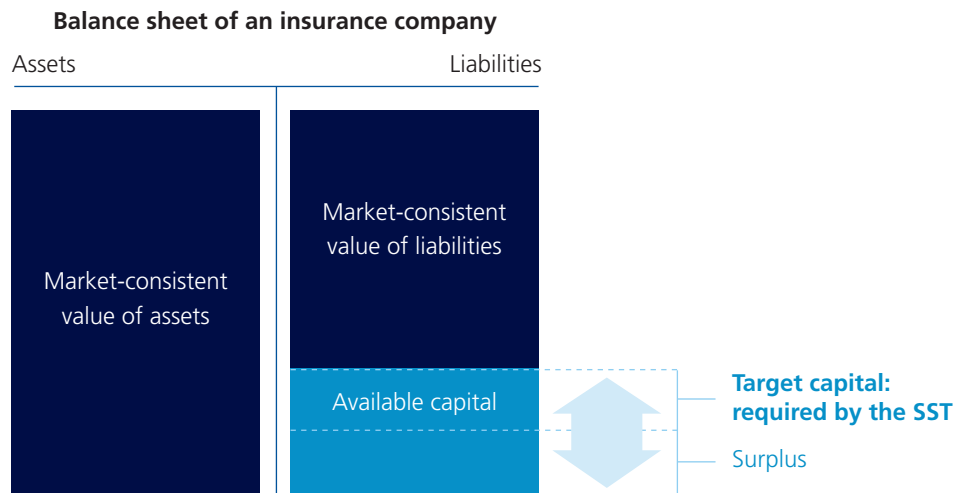 Balance sheet of an insurance company
Assets
Liabilities
Market-consistent
value of assets
Market-consistent
value of liabilities
Available capital
Target capital:
required by the SST
Surplus